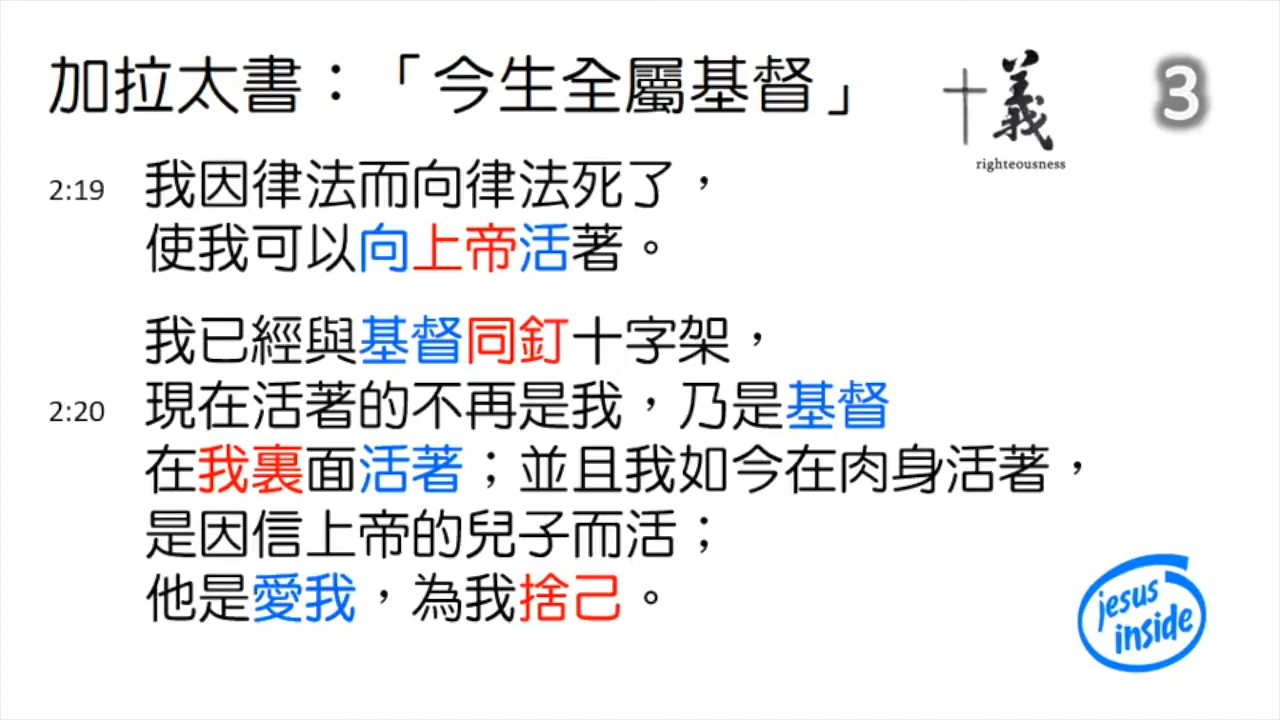 加拉太書：「今生全屬基督」
十義
righteousness
3
2:19 我因律法而向律法死了，
使我可以向上帝活著。
我已經與基督同釘十字架，
2:20 現在活著的不再是我，乃是基督
在我裏面活著；並且我如今在肉身活著，
是因信上帝的兒子而活；
他是愛我，為我捨己。
jesus
inside